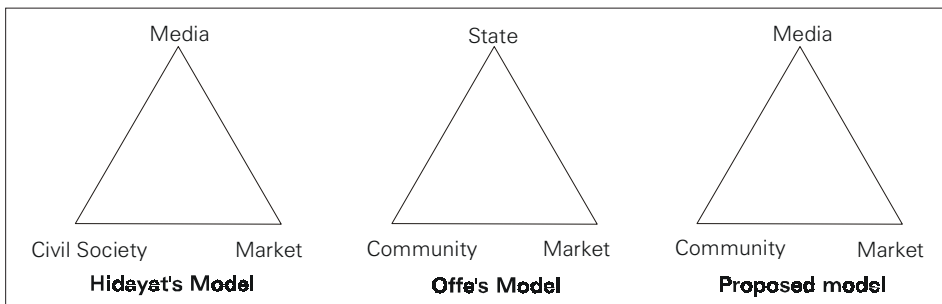 Media
State
Media
Civil Society Market
Community Market
Community Market
Hidayat's Model
Offe's Model
Proposed model